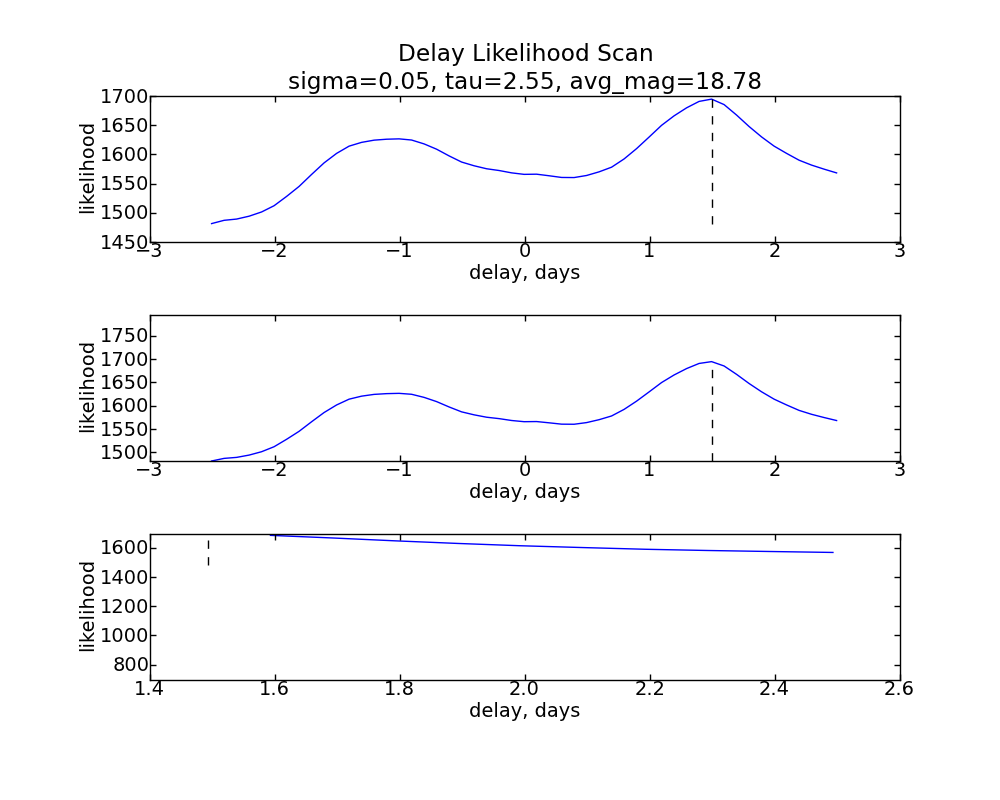 Delay Likelihood Scan
sigma=0.05, tau=2.55, avg_mag=18.78
1700
1650
1600
1550
1500
1450
likelihood
−3 −2 −1 0 1 2 3
delay, days
1750
1700
1650
1600
1550
1500
likelihood
−3 −2 −1 0 1 2 3
delay, days
1600
1400
1200
1000
800
likelihood
1.4 1.6 1.8 2.0 2.2 2.4 2.6
delay, days